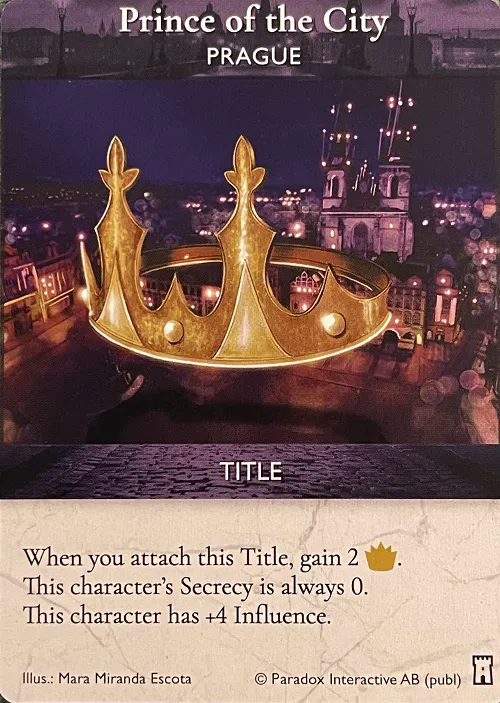 Prince of the City
PRAGUE
TITLE
When you attach this Title, gain 2 .
This character's Secrecy is always 0.
This character has +4 Influence.
Illus.: Mara Miranda Escota © Paradox Interactive AB (publ)